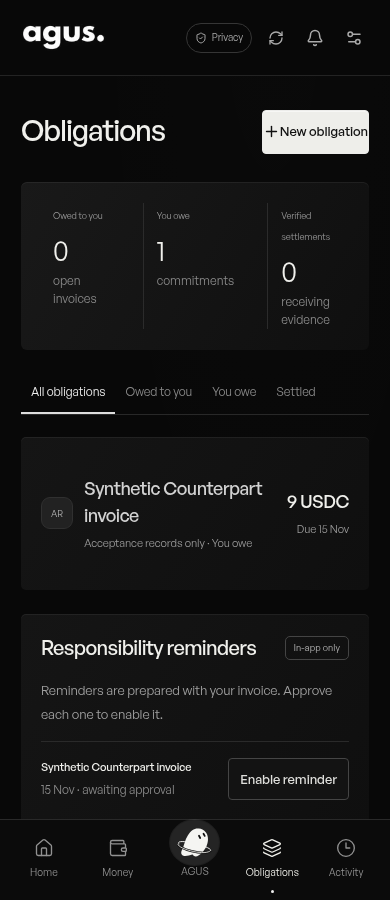 agus.
Privacy
Obligations
New obligation
Owed to you
0
open
invoices
You owe
1
commitments
Verified
settlements
0
receiving
evidence
All obligations Owed to you You owe Settled
AR
Synthetic Counterpart
invoice
Acceptance records only · You owe
9 USDC
Due 15 Nov
Responsibility reminders
In-app only
Reminders are prepared with your invoice. Approve
each one to enable it.
Synthetic Counterpart invoice
15 Nov · awaiting approval
Enable reminder
Home Money AGUS Obligations Activity